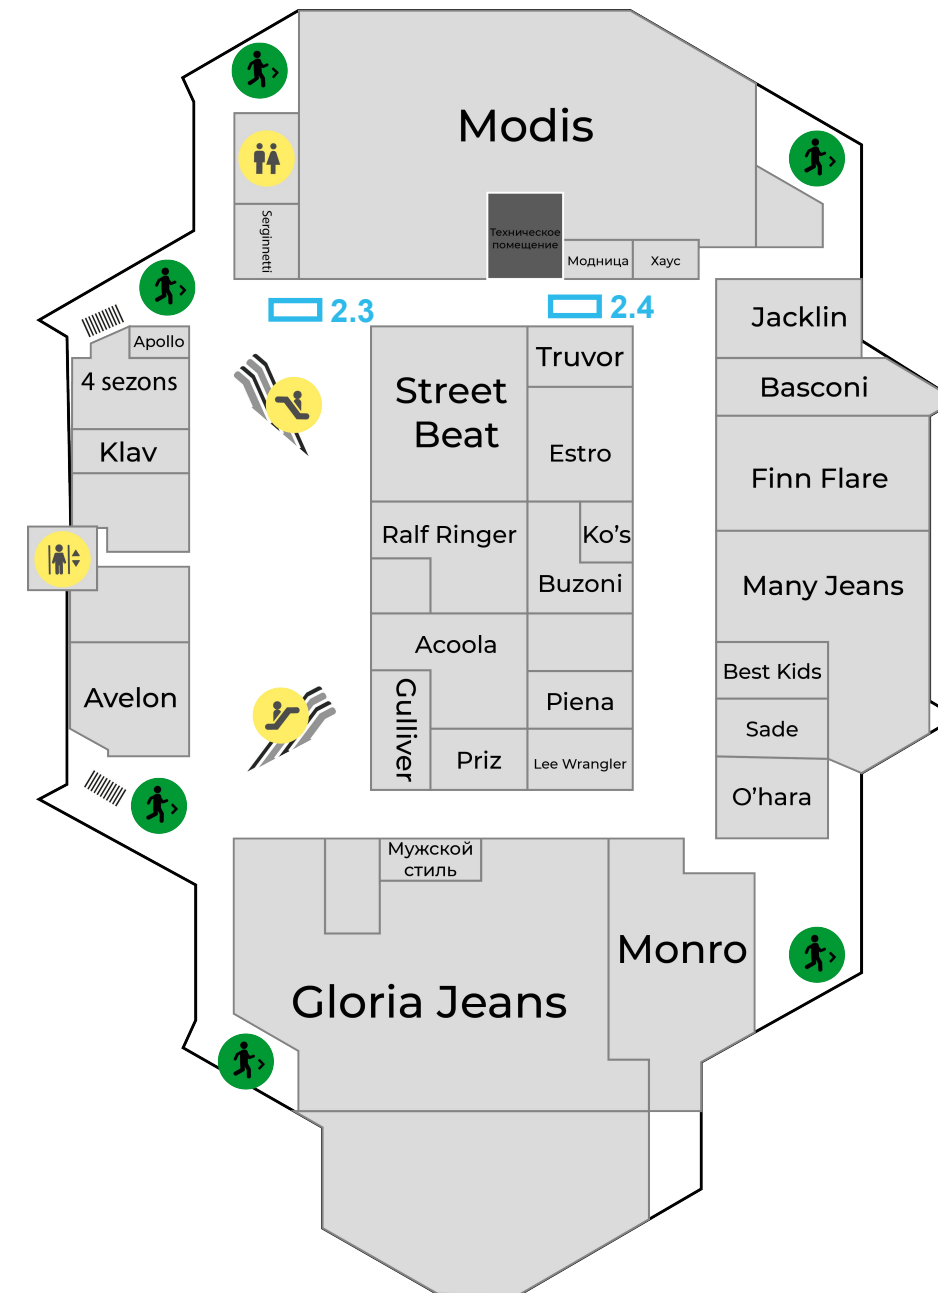 Modis
Serginnetti
Техническое
помещение
Модница
Хаус
2.3
2.4
Jacklin
Apollo
4 sezons
Klav
Avelon
Street
Beat
Truvor
Estro
Ralf Ringer
Ko’s
Buzoni
Acoola
Gulliver
Piena
Priz
Lee Wrangler
Basconi
Finn Flare
Many Jeans
Best Kids
Sade
O’hara
Мужской
стиль
Gloria Jeans
Monro